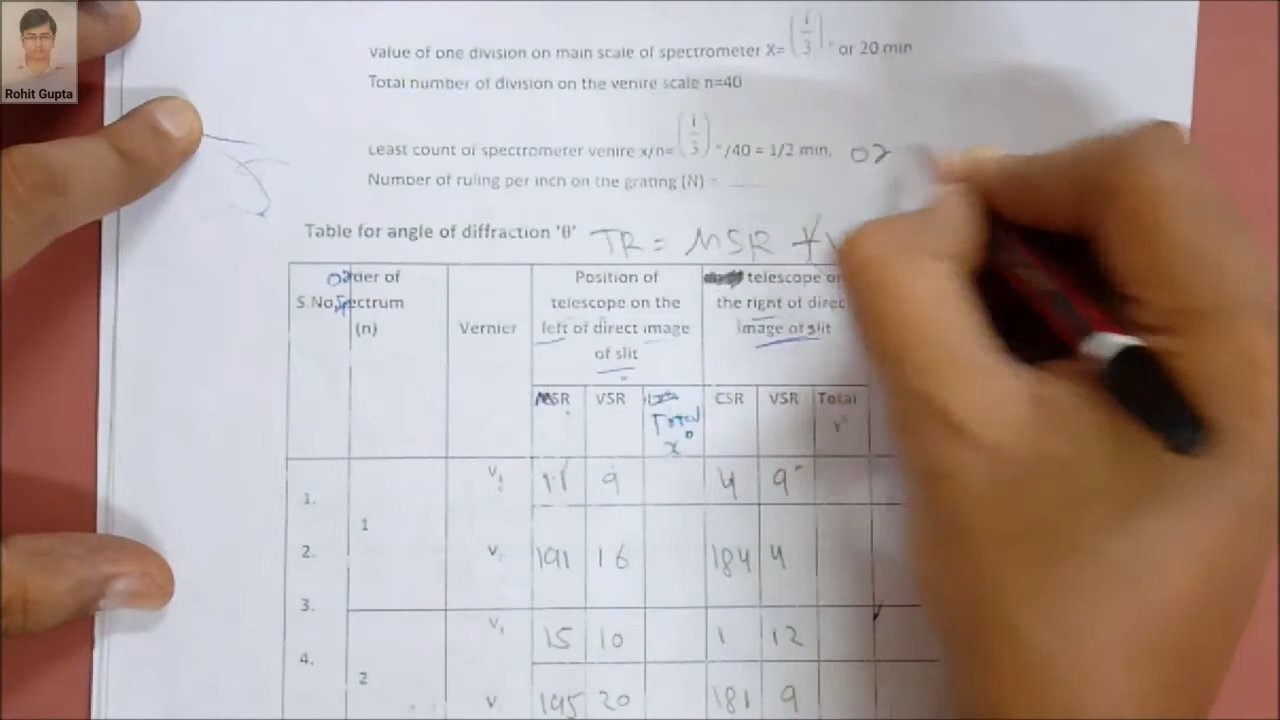 Rohit Gupta
Value of one division on main scale of spectrometer X= (1/3)° or 20 min
Total number of division on the venire scale n=40
Least count of spectrometer venire x/n= (1/3)°/40 = 1/2 min, or
Number of ruling per inch on the grating (N) =
Table for angle of diffraction 'θ' TR = MSR + V
S.No.
Order of
Spectrum
(n)
Vernier
Position of
telescope on the
left of direct image
of slit
telescope on
the right of direc
image of slit
MSR VSR Total x° CSR VSR Total Y°
1. 1 V1 11 9 4 9
2. V 191 16 184 4
3. 2 V1 15 10 1 12
4. V 195 20 181 9